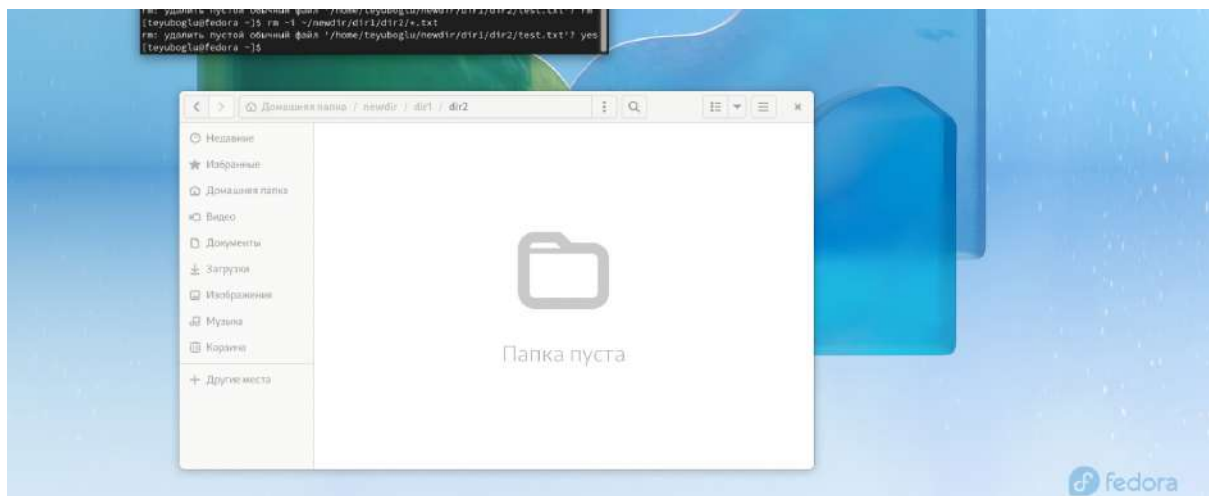 rm: удалить пустой обычный файл '/home/teyuboglu/newdir/dir1/dir2/test.txt'? rm
[teyuboglu@fedora ~]$ rm -i ~/newdir/dir1/dir2/*.txt
rm: удалить пустой обычный файл '/home/teyuboglu/newdir/dir1/dir2/test.txt'? yes
[teyuboglu@fedora ~]$
Домашняя папка / newdir / dir1 / dir2
Недавние
Избранные
Домашняя папка
Видео
Документы
Загрузки
Изображения
Музыка
Корзина
+ Другие места
Папка пуста
fedora